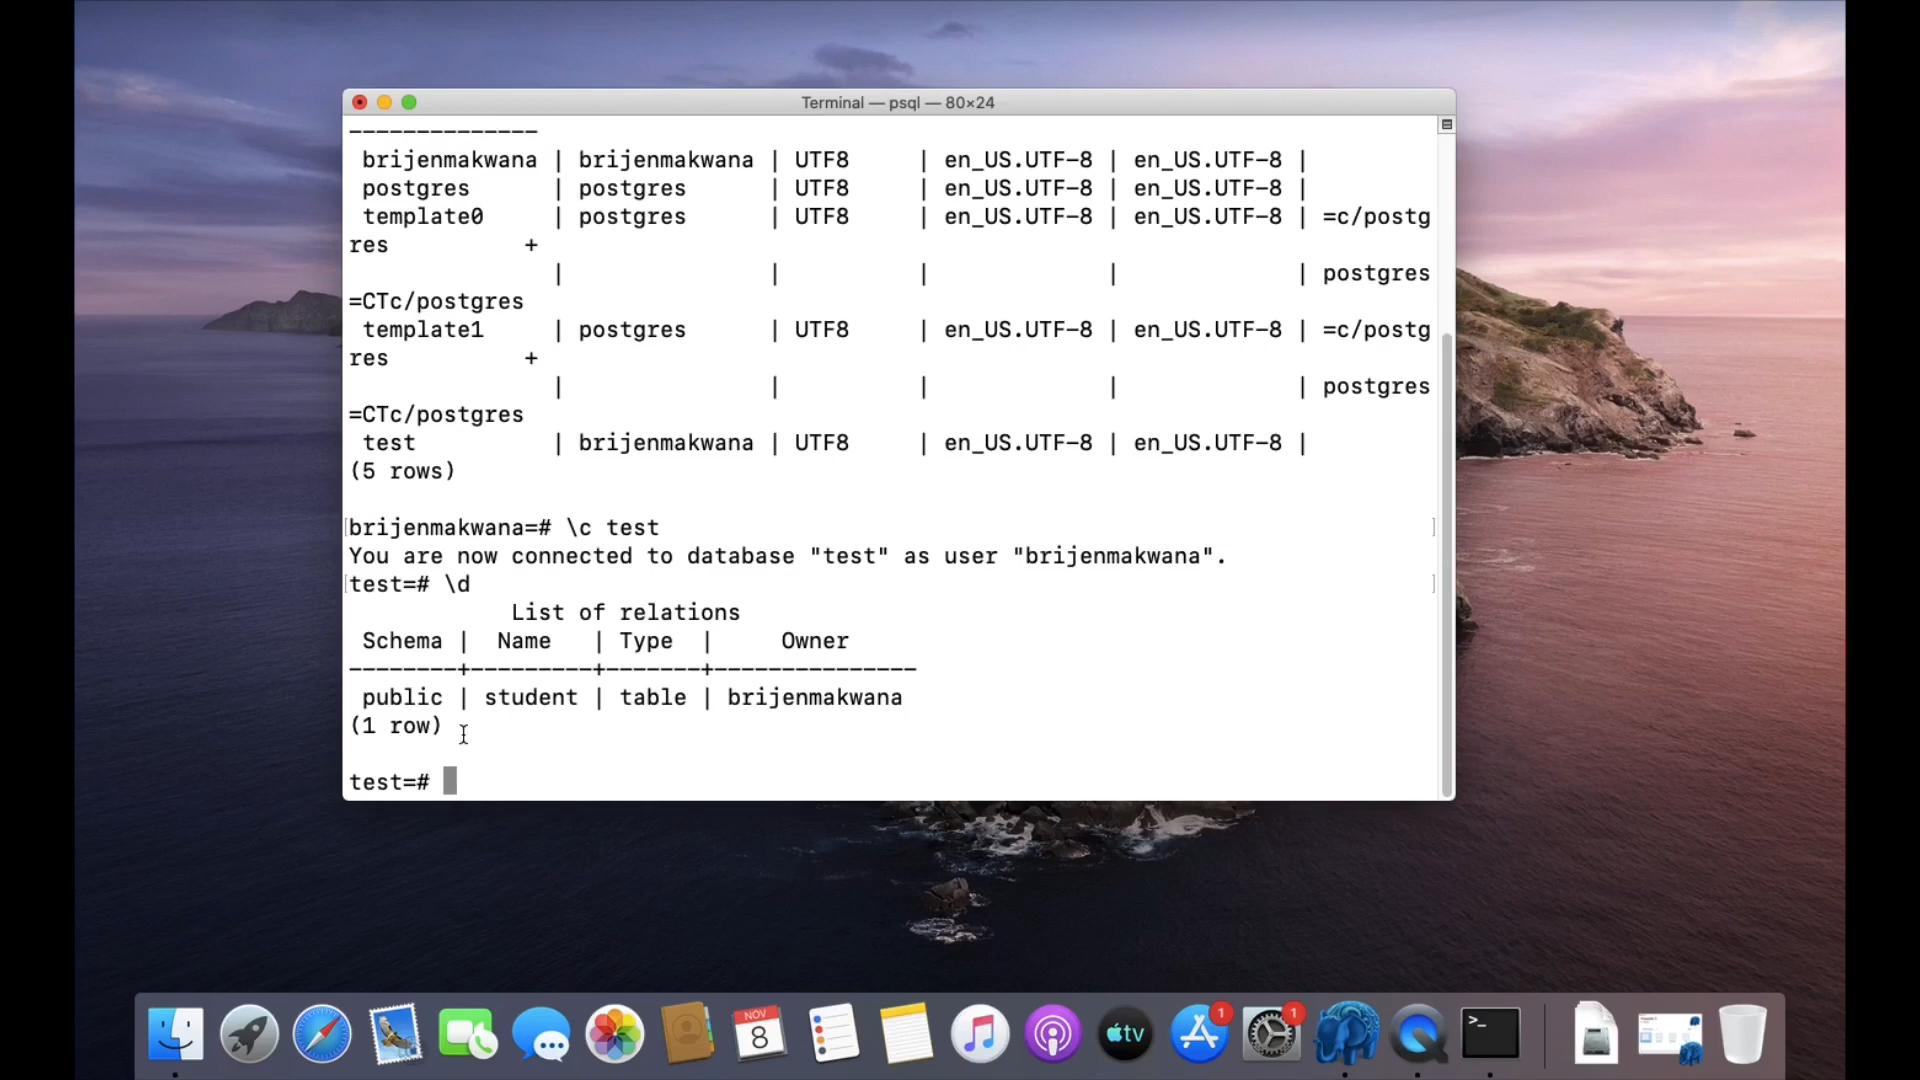 Terminal — psql — 80×24
--------------
brijenmakwana | brijenmakwana | UTF8 | en_US.UTF-8 | en_US.UTF-8 |
postgres | postgres | UTF8 | en_US.UTF-8 | en_US.UTF-8 |
template0 | postgres | UTF8 | en_US.UTF-8 | en_US.UTF-8 | =c/postg
res +
| | | | | postgres
=CTc/postgres
template1 | postgres | UTF8 | en_US.UTF-8 | en_US.UTF-8 | =c/postg
res +
| | | | | postgres
=CTc/postgres
test | brijenmakwana | UTF8 | en_US.UTF-8 | en_US.UTF-8 |
(5 rows)
[brijenmakwana=# \c test ]
You are now connected to database "test" as user "brijenmakwana".
[test=# \d ]
List of relations
Schema | Name | Type | Owner
--------+---------+-------+---------------
public | student | table | brijenmakwana
(1 row)
test=#
NOV
8
tv
1
1
>_